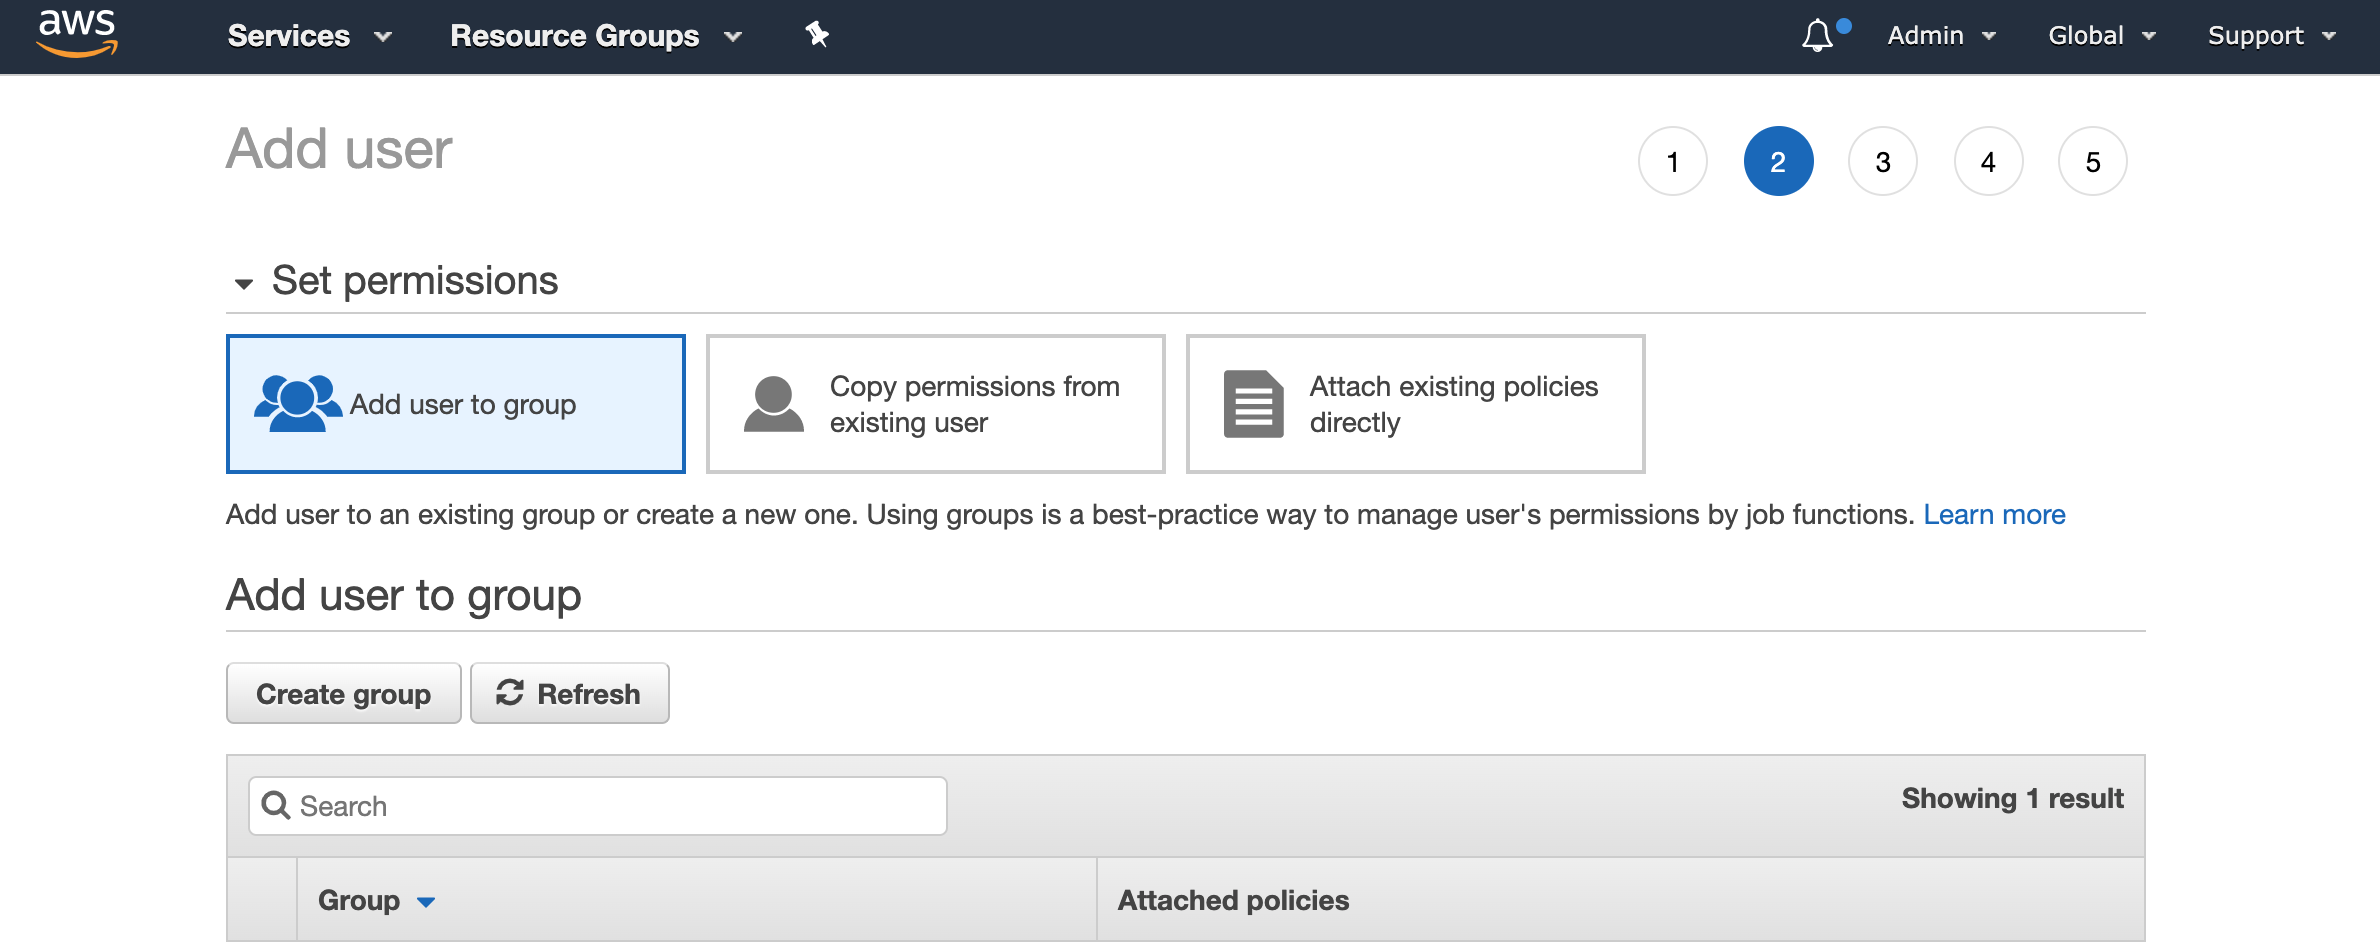 aws Services Resource Groups Admin Global Support
Add user 1 2 3 4 5
Set permissions
Add user to group
Copy permissions from
existing user
Attach existing policies
directly
Add user to an existing group or create a new one. Using groups is a best-practice way to manage user's permissions by job functions. Learn more
Add user to group
Create group Refresh
Search Showing 1 result
Group Attached policies